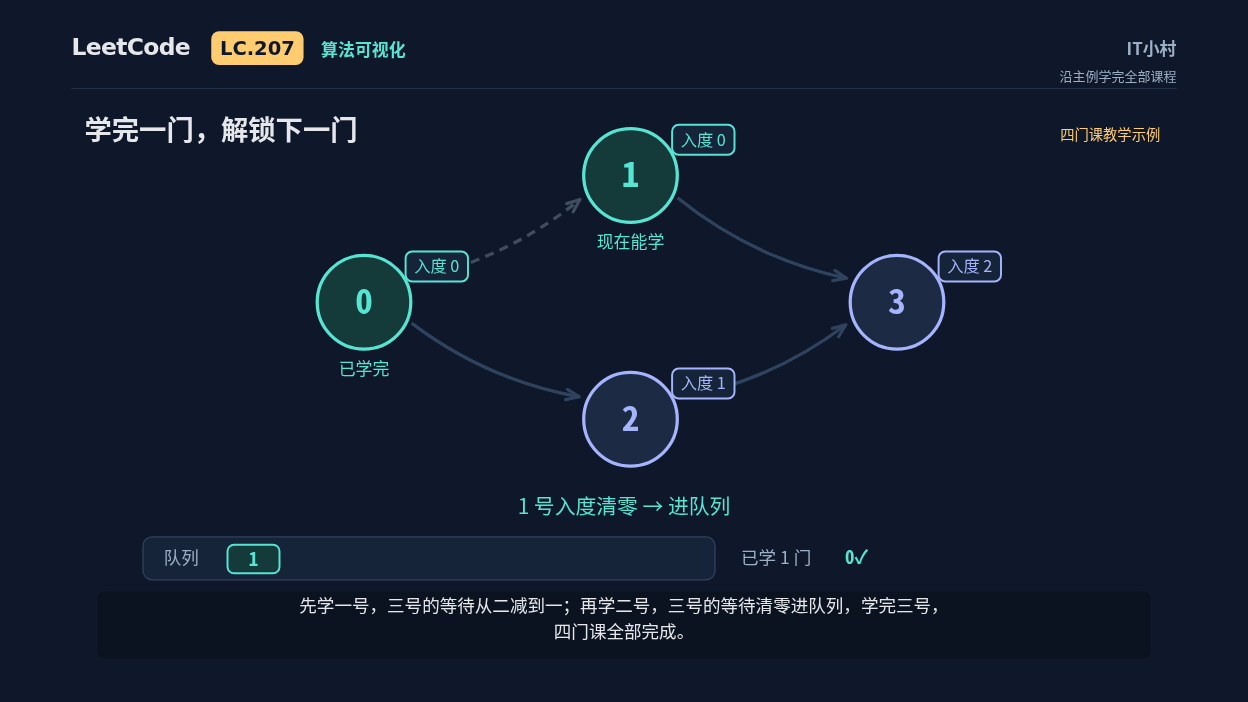 LeetCode LC.207 算法可视化
IT小村
沿主例学完全部课程
学完一门，解锁下一门
四门课教学示例
入度 0
1
现在能学
入度 0
0
已学完
入度 2
3
入度 1
2
1 号入度清零 → 进队列
队列 1 已学 1 门 0✓
先学一号，三号的等待从二减到一；再学二号，三号的等待清零进队列，学完三号，
四门课全部完成。